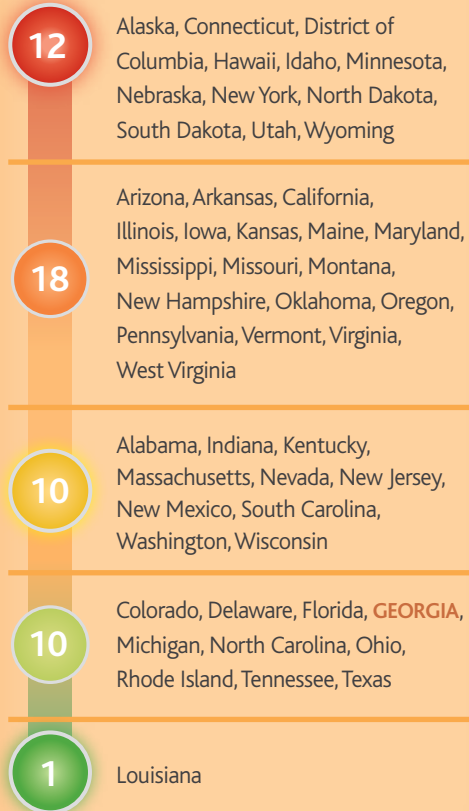 12
Alaska, Connecticut, District of
Columbia, Hawaii, Idaho, Minnesota,
Nebraska, New York, North Dakota,
South Dakota, Utah, Wyoming
18
Arizona, Arkansas, California,
Illinois, Iowa, Kansas, Maine, Maryland,
Mississippi, Missouri, Montana,
New Hampshire, Oklahoma, Oregon,
Pennsylvania, Vermont, Virginia,
West Virginia
10
Alabama, Indiana, Kentucky,
Massachusetts, Nevada, New Jersey,
New Mexico, South Carolina,
Washington, Wisconsin
10
Colorado, Delaware, Florida, GEORGIA,
Michigan, North Carolina, Ohio,
Rhode Island, Tennessee, Texas
1
Louisiana